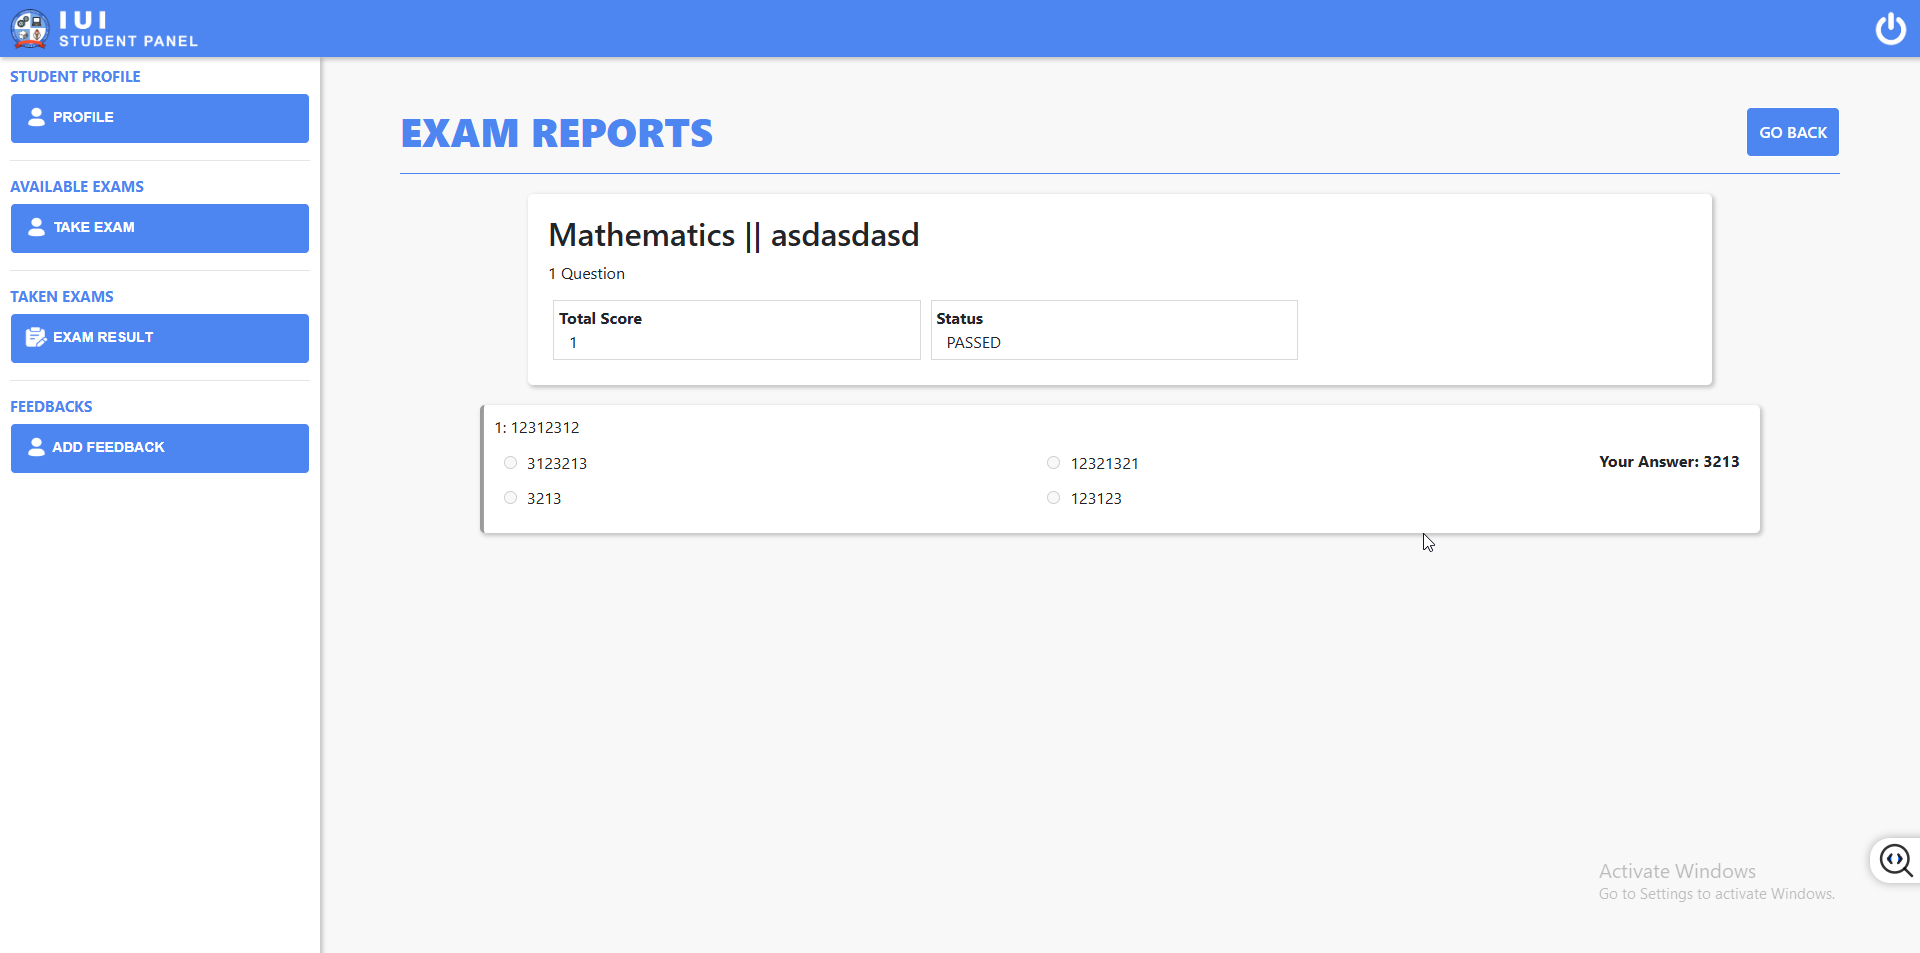 IUI
STUDENT PANEL
STUDENT PROFILE
PROFILE
AVAILABLE EXAMS
TAKE EXAM
TAKEN EXAMS
EXAM RESULT
FEEDBACKS
ADD FEEDBACK
EXAM REPORTS
GO BACK
Mathematics || asdasdasd
1 Question
Total Score
1
Status
PASSED
1: 12312312
3123213
12321321
Your Answer: 3213
3213
123123
Activate Windows
Go to Settings to activate Windows.